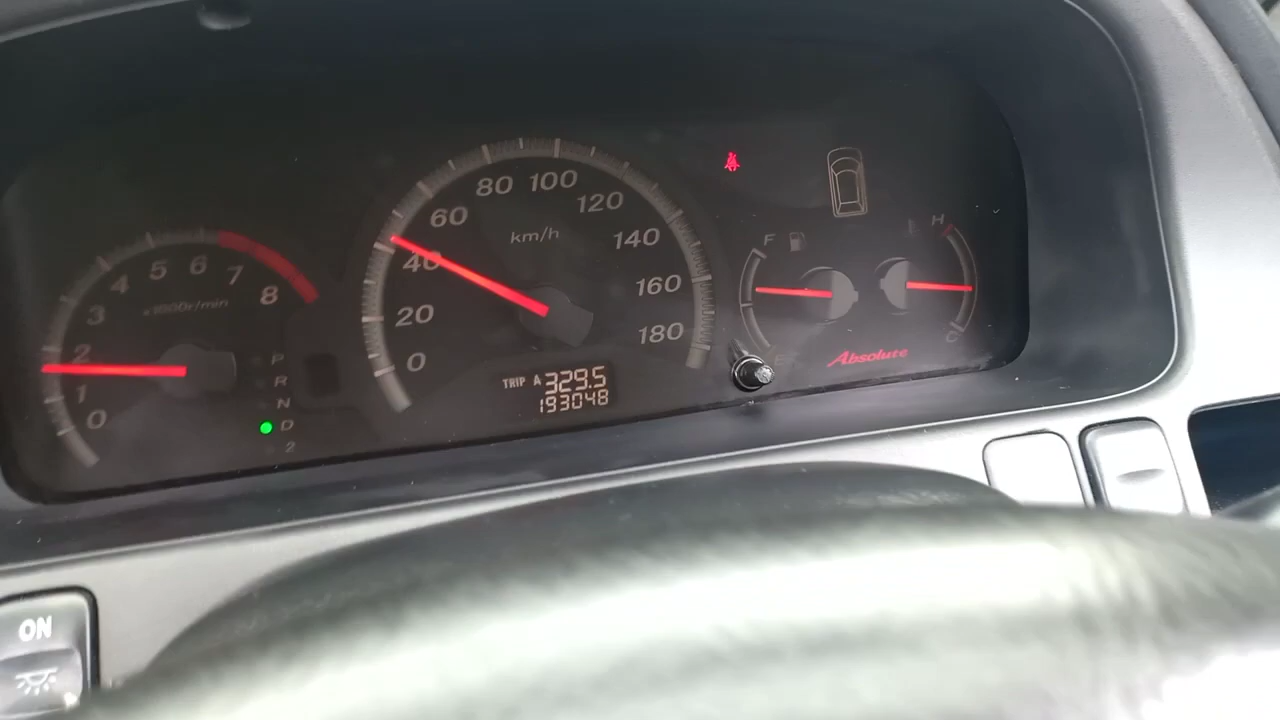 0 1 2 3 4 5 6 7 8
x1000r/min
P
R
N
D
2
0 20 40 60 80 100 120 140 160 180
km/h
TRIP A 329.5
193048
F
E
H
C
Absolute
ON